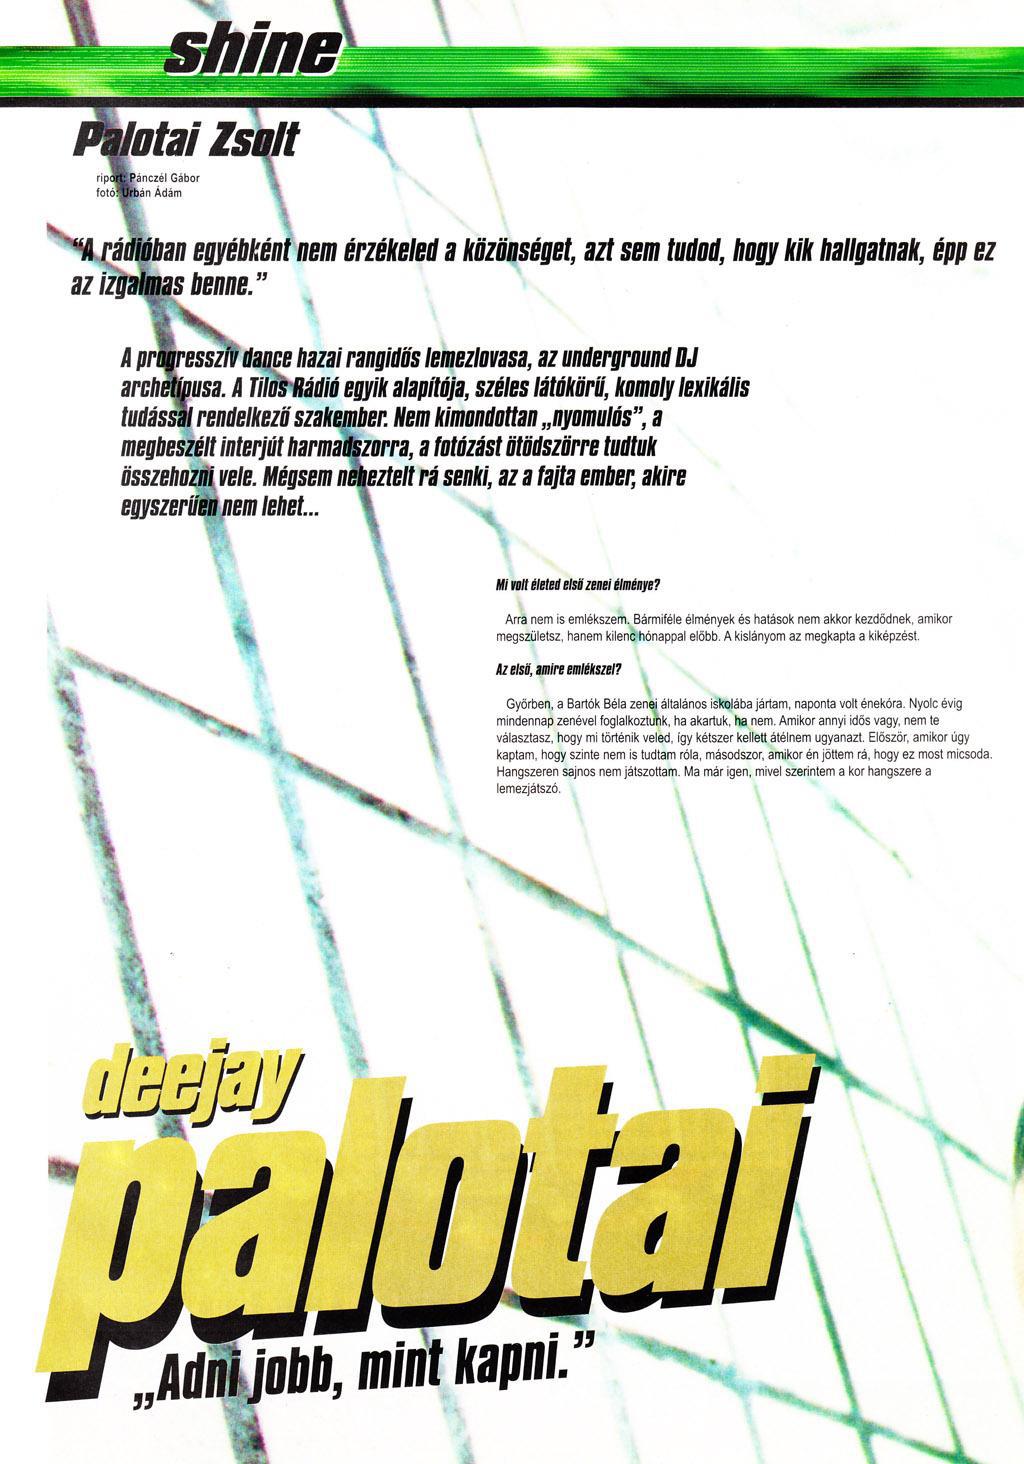 shine
Palotai Zsolt
riport: Pánczél Gábor
fotó: Urbán Ádám
“A rádióban egyébként nem érzékeled a közönséget, azt sem tudod, hogy kik hallgatnak, épp ez
az izgalmas benne.”
A progresszív dance hazai rangidős lemezlovasa, az underground DJ
archetípusa. A Tilos Rádió egyik alapítója, széles látókörű, komoly lexikális
tudással rendelkező szakember. Nem kimondottan „nyomulós”, a
megbeszélt interjút harmadszorra, a fotózást ötödszörre tudtuk
összehozni vele. Mégsem neheztelt rá senki, az a fajta ember, akire
egyszerűen nem lehet...
Mi volt életed első zenei élménye?
Arra nem is emlékszem. Bármiféle élmények és hatások nem akkor kezdődnek, amikor
megszületsz, hanem kilenc hónappal előbb. A kislányom az megkapta a kiképzést.
Az első, amire emlékszel?
Győrben, a Bartók Béla zenei általános iskolába jártam, naponta volt énekóra. Nyolc évig
mindennap zenével foglalkoztunk, ha akartuk, ha nem. Amikor annyi idős vagy, nem te
választasz, hogy mi történik veled, így kétszer kellett átélnem ugyanazt. Először, amikor úgy
kaptam, hogy szinte nem is tudtam róla, másodszor, amikor én jöttem rá, hogy ez most micsoda.
Hangszeren sajnos nem játszottam. Ma már igen, mivel szerintem a kor hangszere a
lemezjátszó.
deejay
palotai
„Adni jobb, mint kapni.”